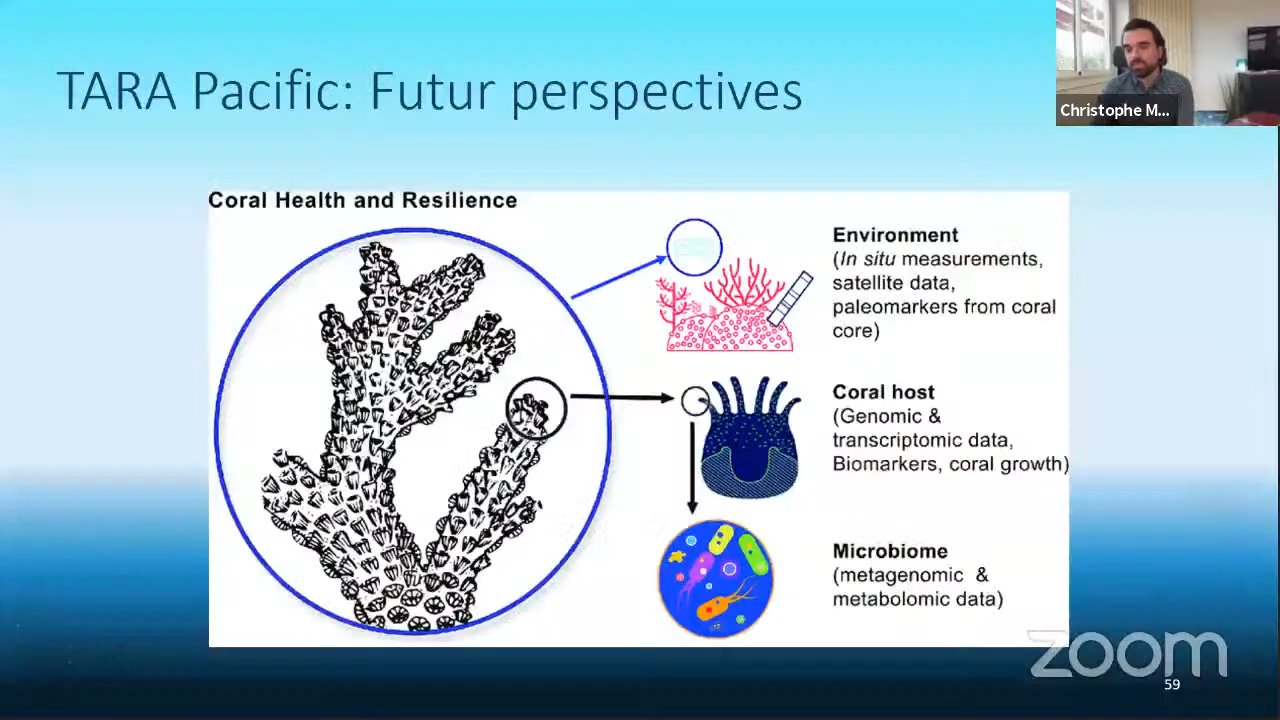 TARA Pacific: Futur perspectives
Christophe M...
Coral Health and Resilience
Environment
(In situ measurements,
satellite data,
paleomarkers from coral
core)
Coral host
(Genomic &
transcriptomic data,
Biomarkers, coral growth)
Microbiome
(metagenomic &
metabolomic data)
zoom
59